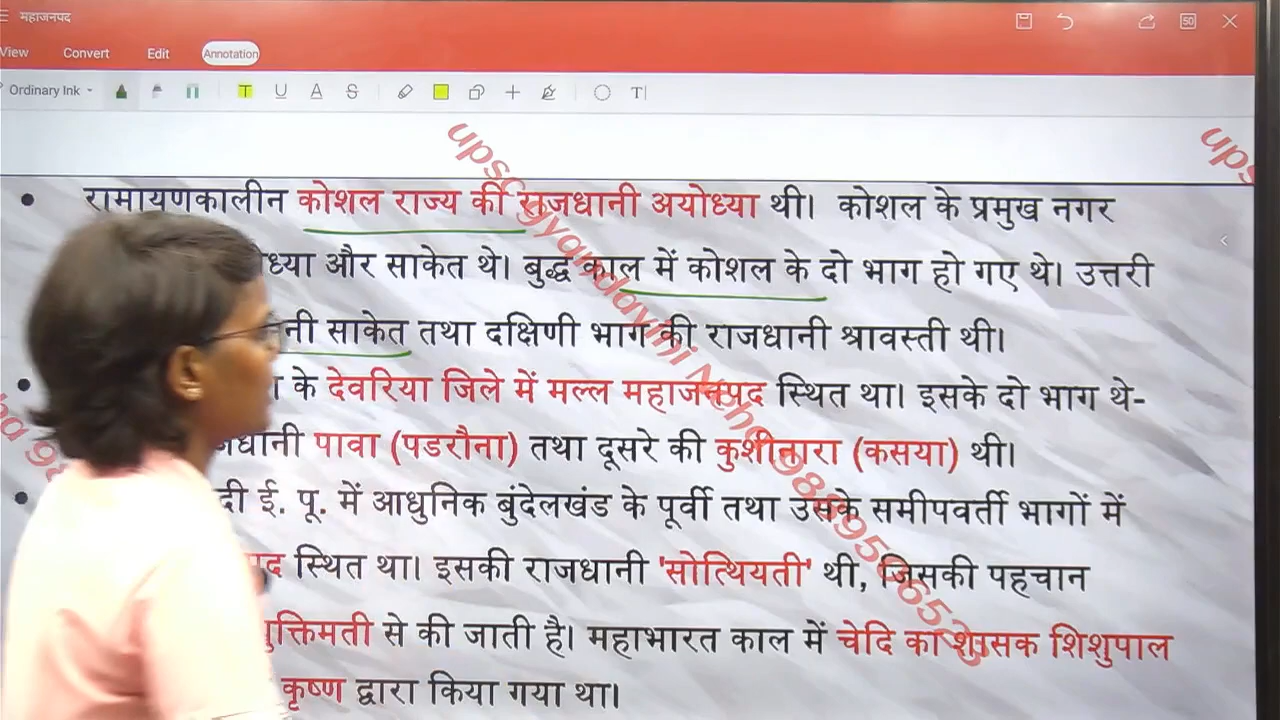 महाजनपद
View Convert Edit Annotation
Ordinary Ink
रामायणकालीन कोशल राज्य की राजधानी अयोध्या थी। कोशल के प्रमुख नगर
ध्या और साकेत थे। बुद्ध काल में कोशल के दो भाग हो गए थे। उत्तरी
नी साकेत तथा दक्षिणी भाग की राजधानी श्रावस्ती थी।
के देवरिया जिले में मल्ल महाजनपद स्थित था। इसके दो भाग थे-
जधानी पावा (पडरौना) तथा दूसरे की कुशीनारा (कसया) थी।
दी ई. पू. में आधुनिक बुंदेलखंड के पूर्वी तथा उसके समीपवर्ती भागों में
द स्थित था। इसकी राजधानी 'सोत्थियती' थी, जिसकी पहचान
ुक्तिमती से की जाती है। महाभारत काल में चेदि का शासक शिशुपाल
कृष्ण द्वारा किया गया था।